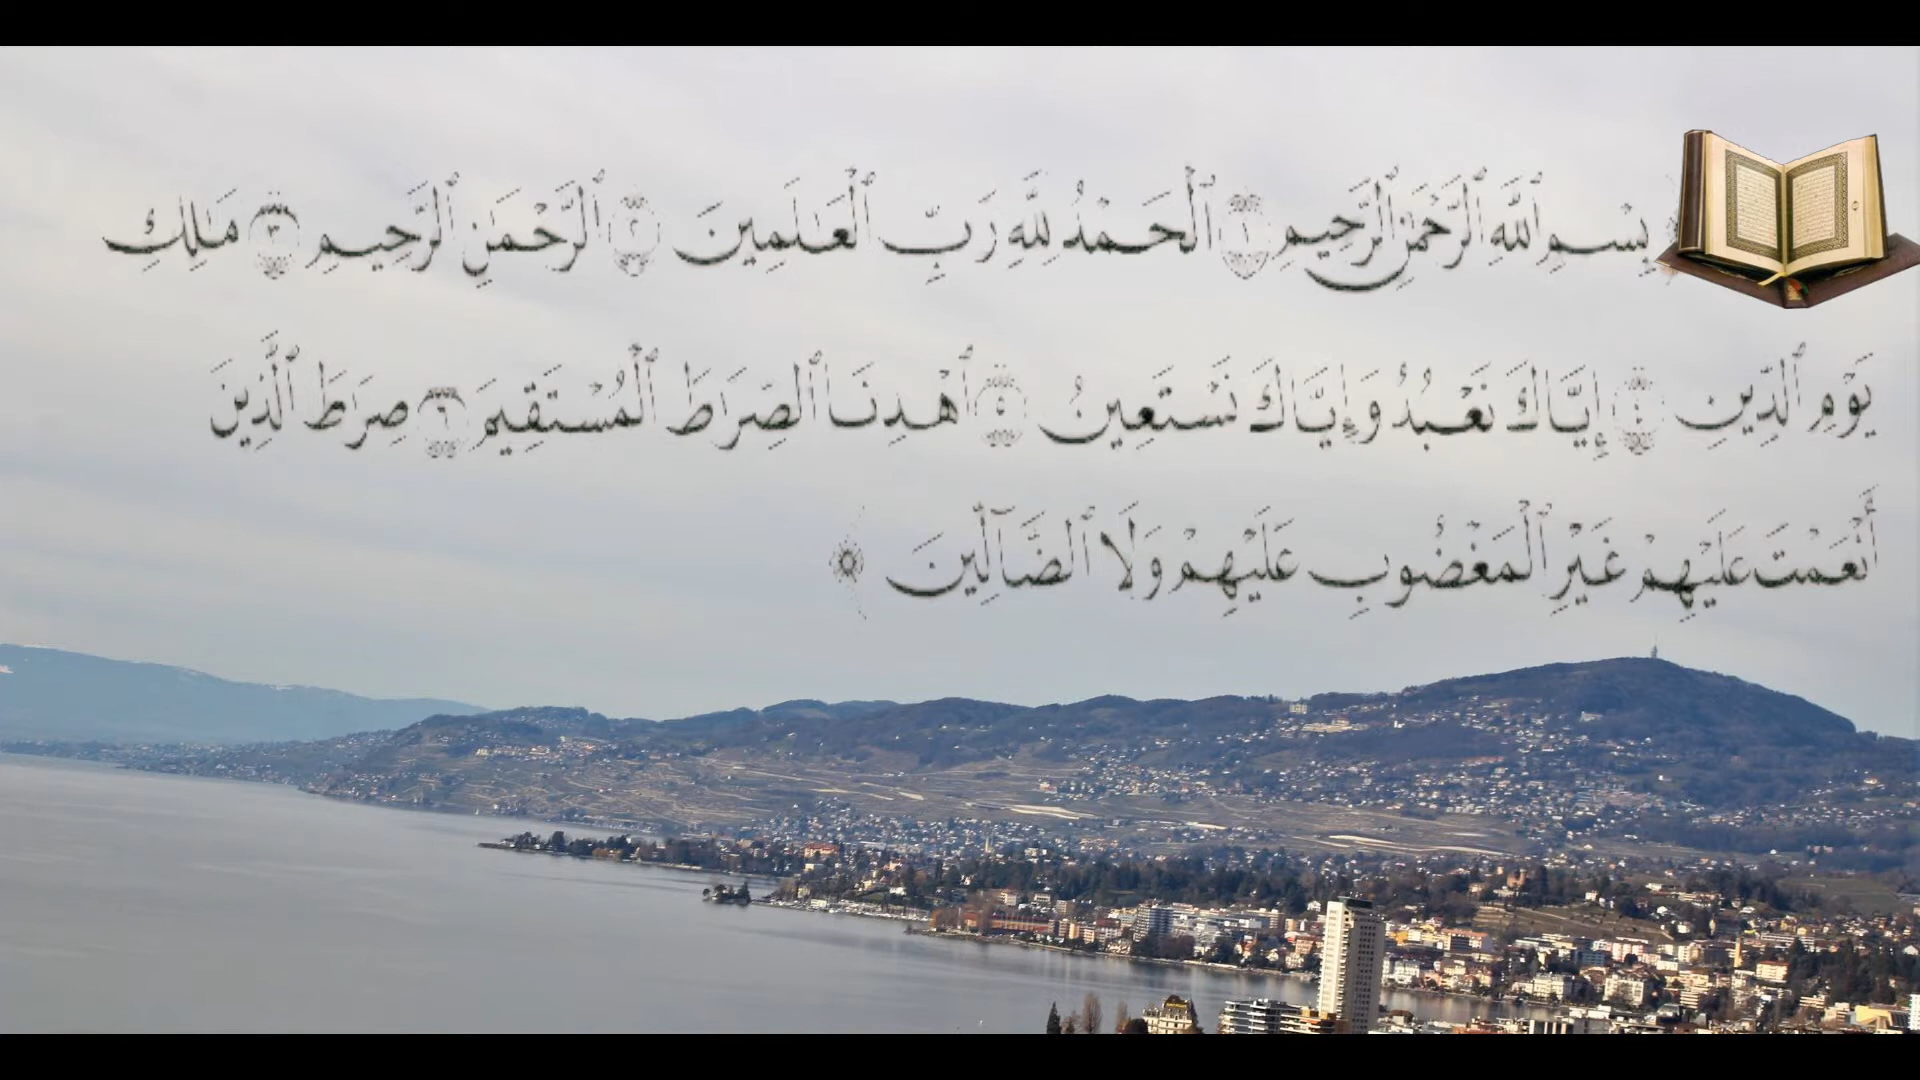 بِسْمِ ٱللَّهِ ٱلرَّحْمَـٰنِ ٱلرَّحِيمِ ١ ٱلْحَمْدُ لِلَّهِ رَبِّ ٱلْعَـٰلَمِينَ ٢ ٱلرَّحْمَـٰنِ ٱلرَّحِيمِ ٣ مَـٰلِكِ
يَوْمِ ٱلدِّينِ ٤ إِيَّاكَ نَعْبُدُ وَإِيَّاكَ نَسْتَعِينُ ٥ ٱهْدِنَا ٱلصِّرَٰطَ ٱلْمُسْتَقِيمَ ٦ صِرَٰطَ ٱلَّذِينَ
أَنْعَمْتَ عَلَيْهِمْ غَيْرِ ٱلْمَغْضُوبِ عَلَيْهِمْ وَلَا ٱلضَّآلِّينَ